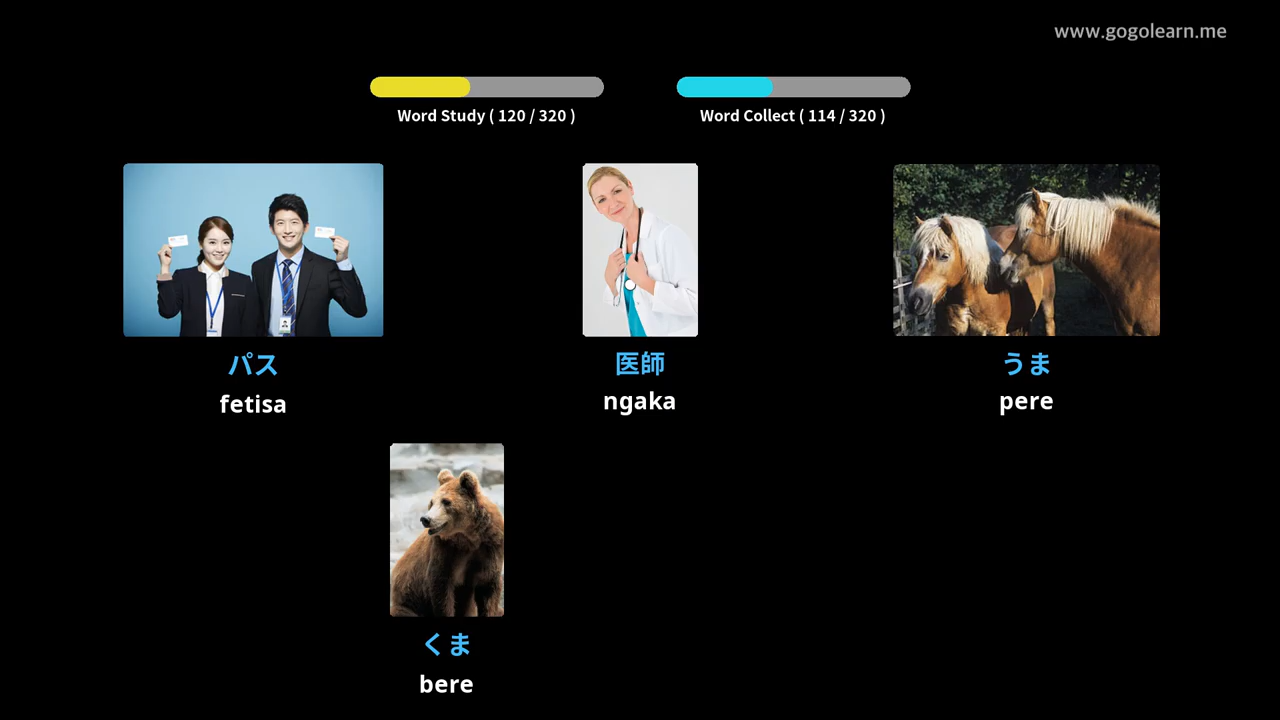 www.gogolearn.me
Word Study ( 120 / 320 )
Word Collect ( 114 / 320 )
パス
fetisa
医師
ngaka
うま
pere
くま
bere